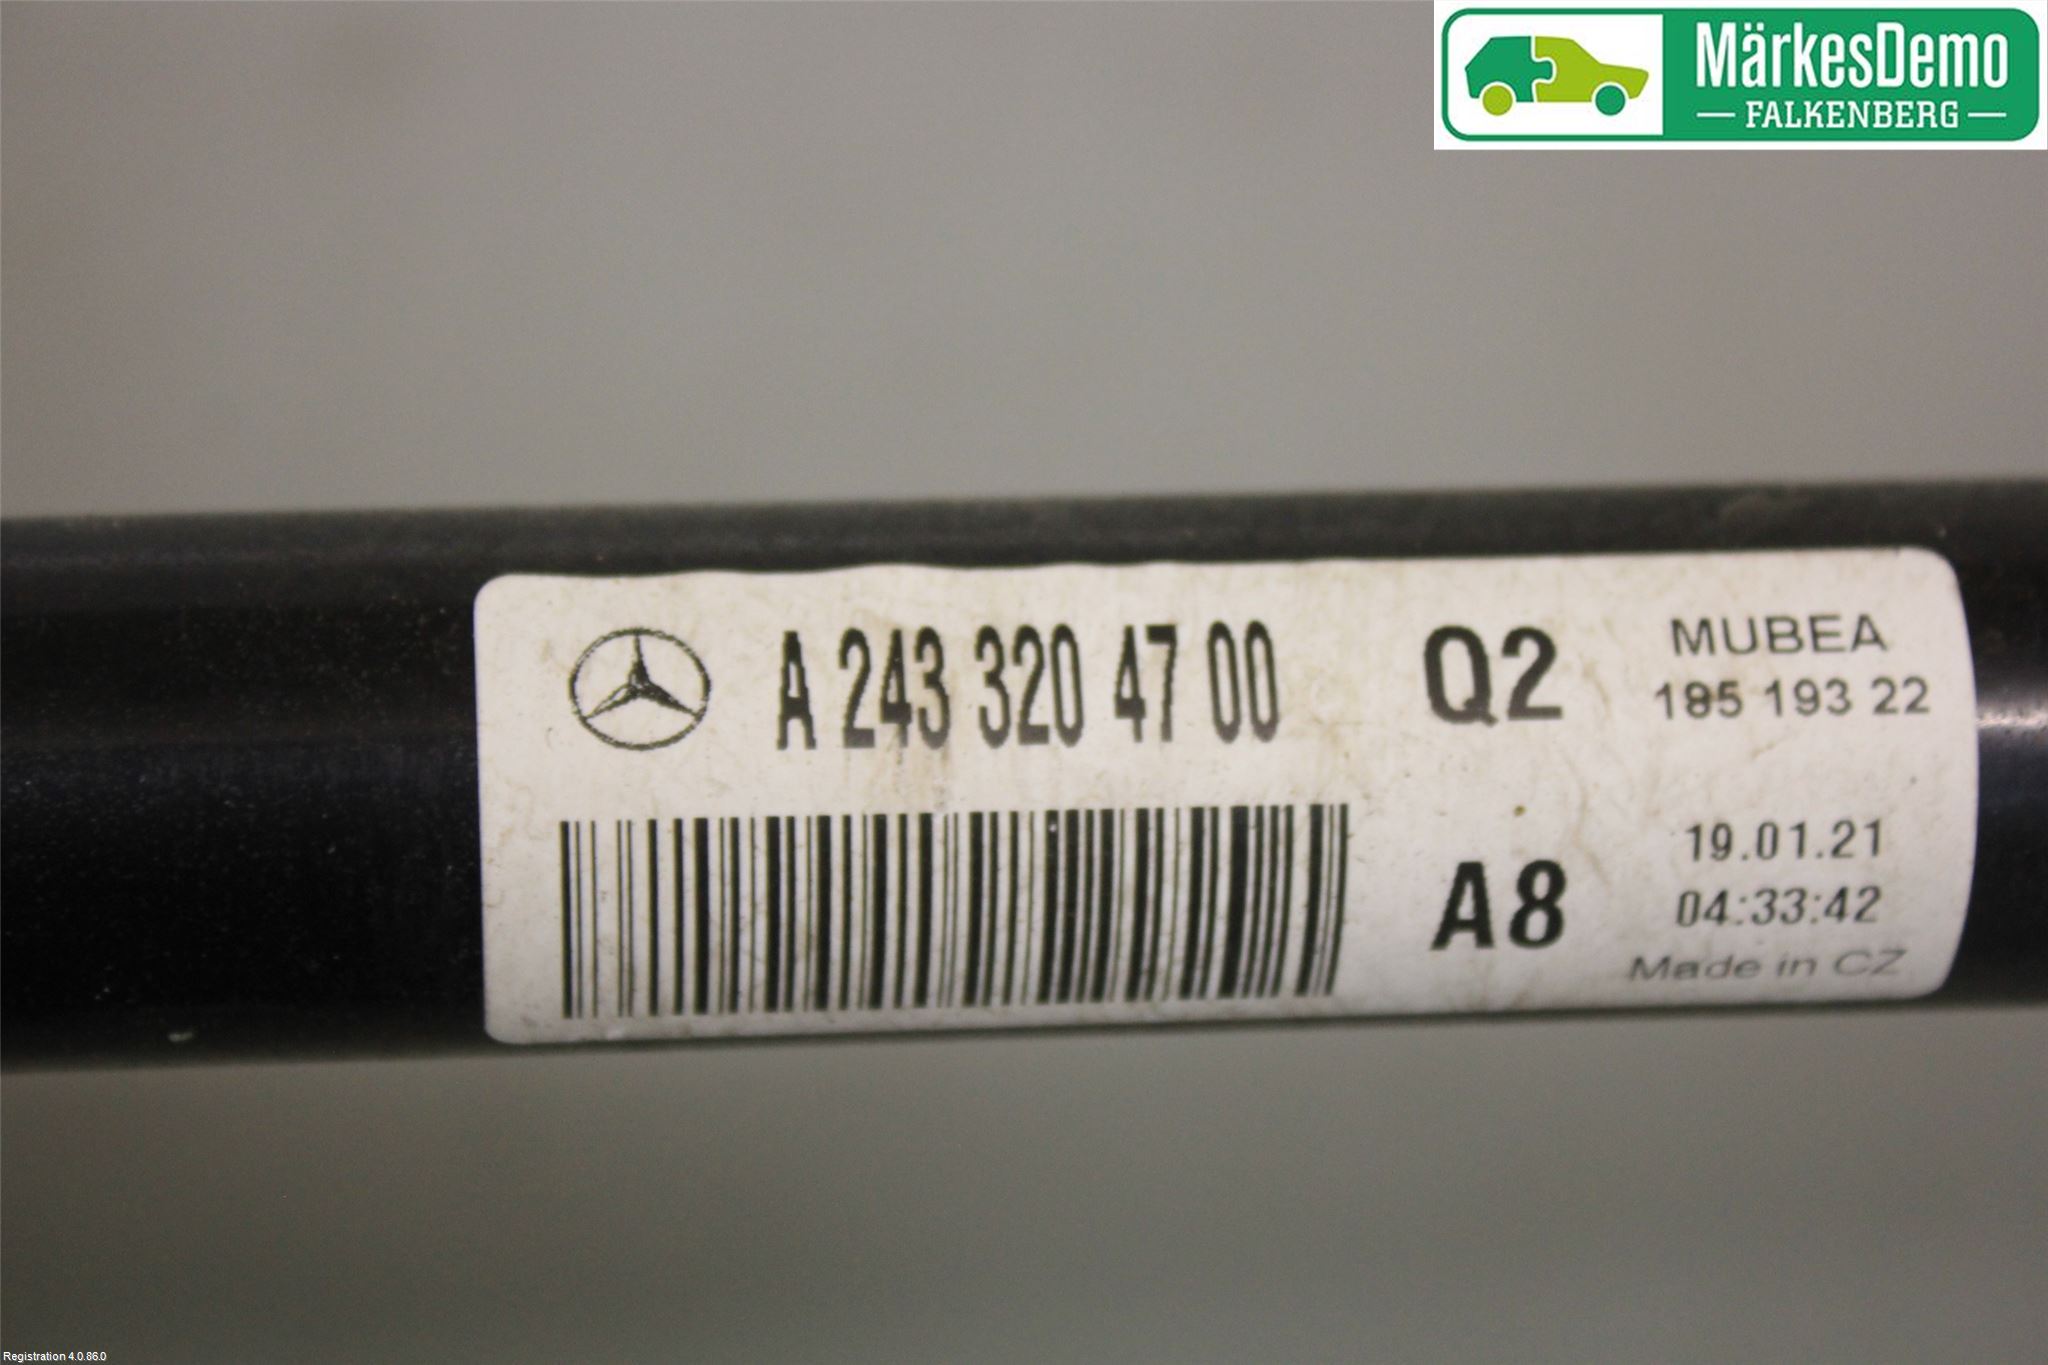 MärkesDemo
FALKENBERG
A 243 320 47 00
Q2
MUBEA
185 193 22
A8
19.01.21
04:33:42
Made in CZ
Registration 4.0.86.0